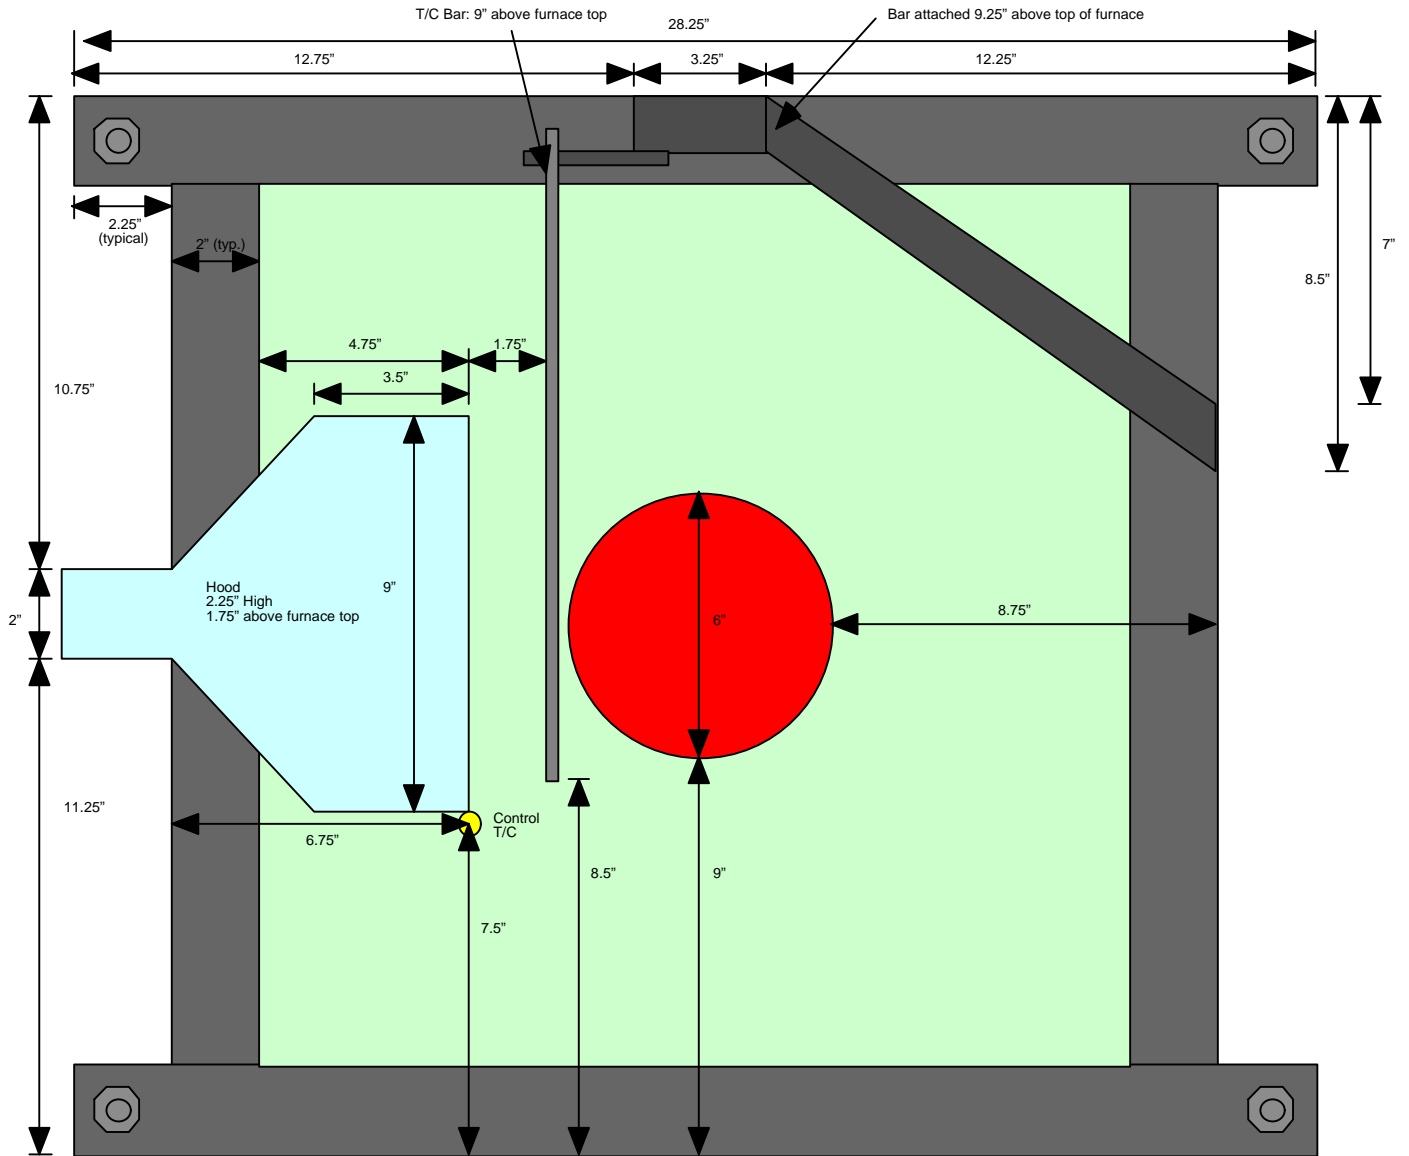 T/C Bar: 9” above furnace top
Bar attached 9.25” above top of furnace
28.25”
12.75”
3.25”
12.25”
2.25”
(typical)
2” (typ.)
7”
8.5”
4.75”
1.75”
3.5”
10.75”
Hood
2.25” High
1.75” above furnace top
9”
2”
6”
8.75”
11.25”
Control
T/C
6.75”
8.5”
9”
7.5”